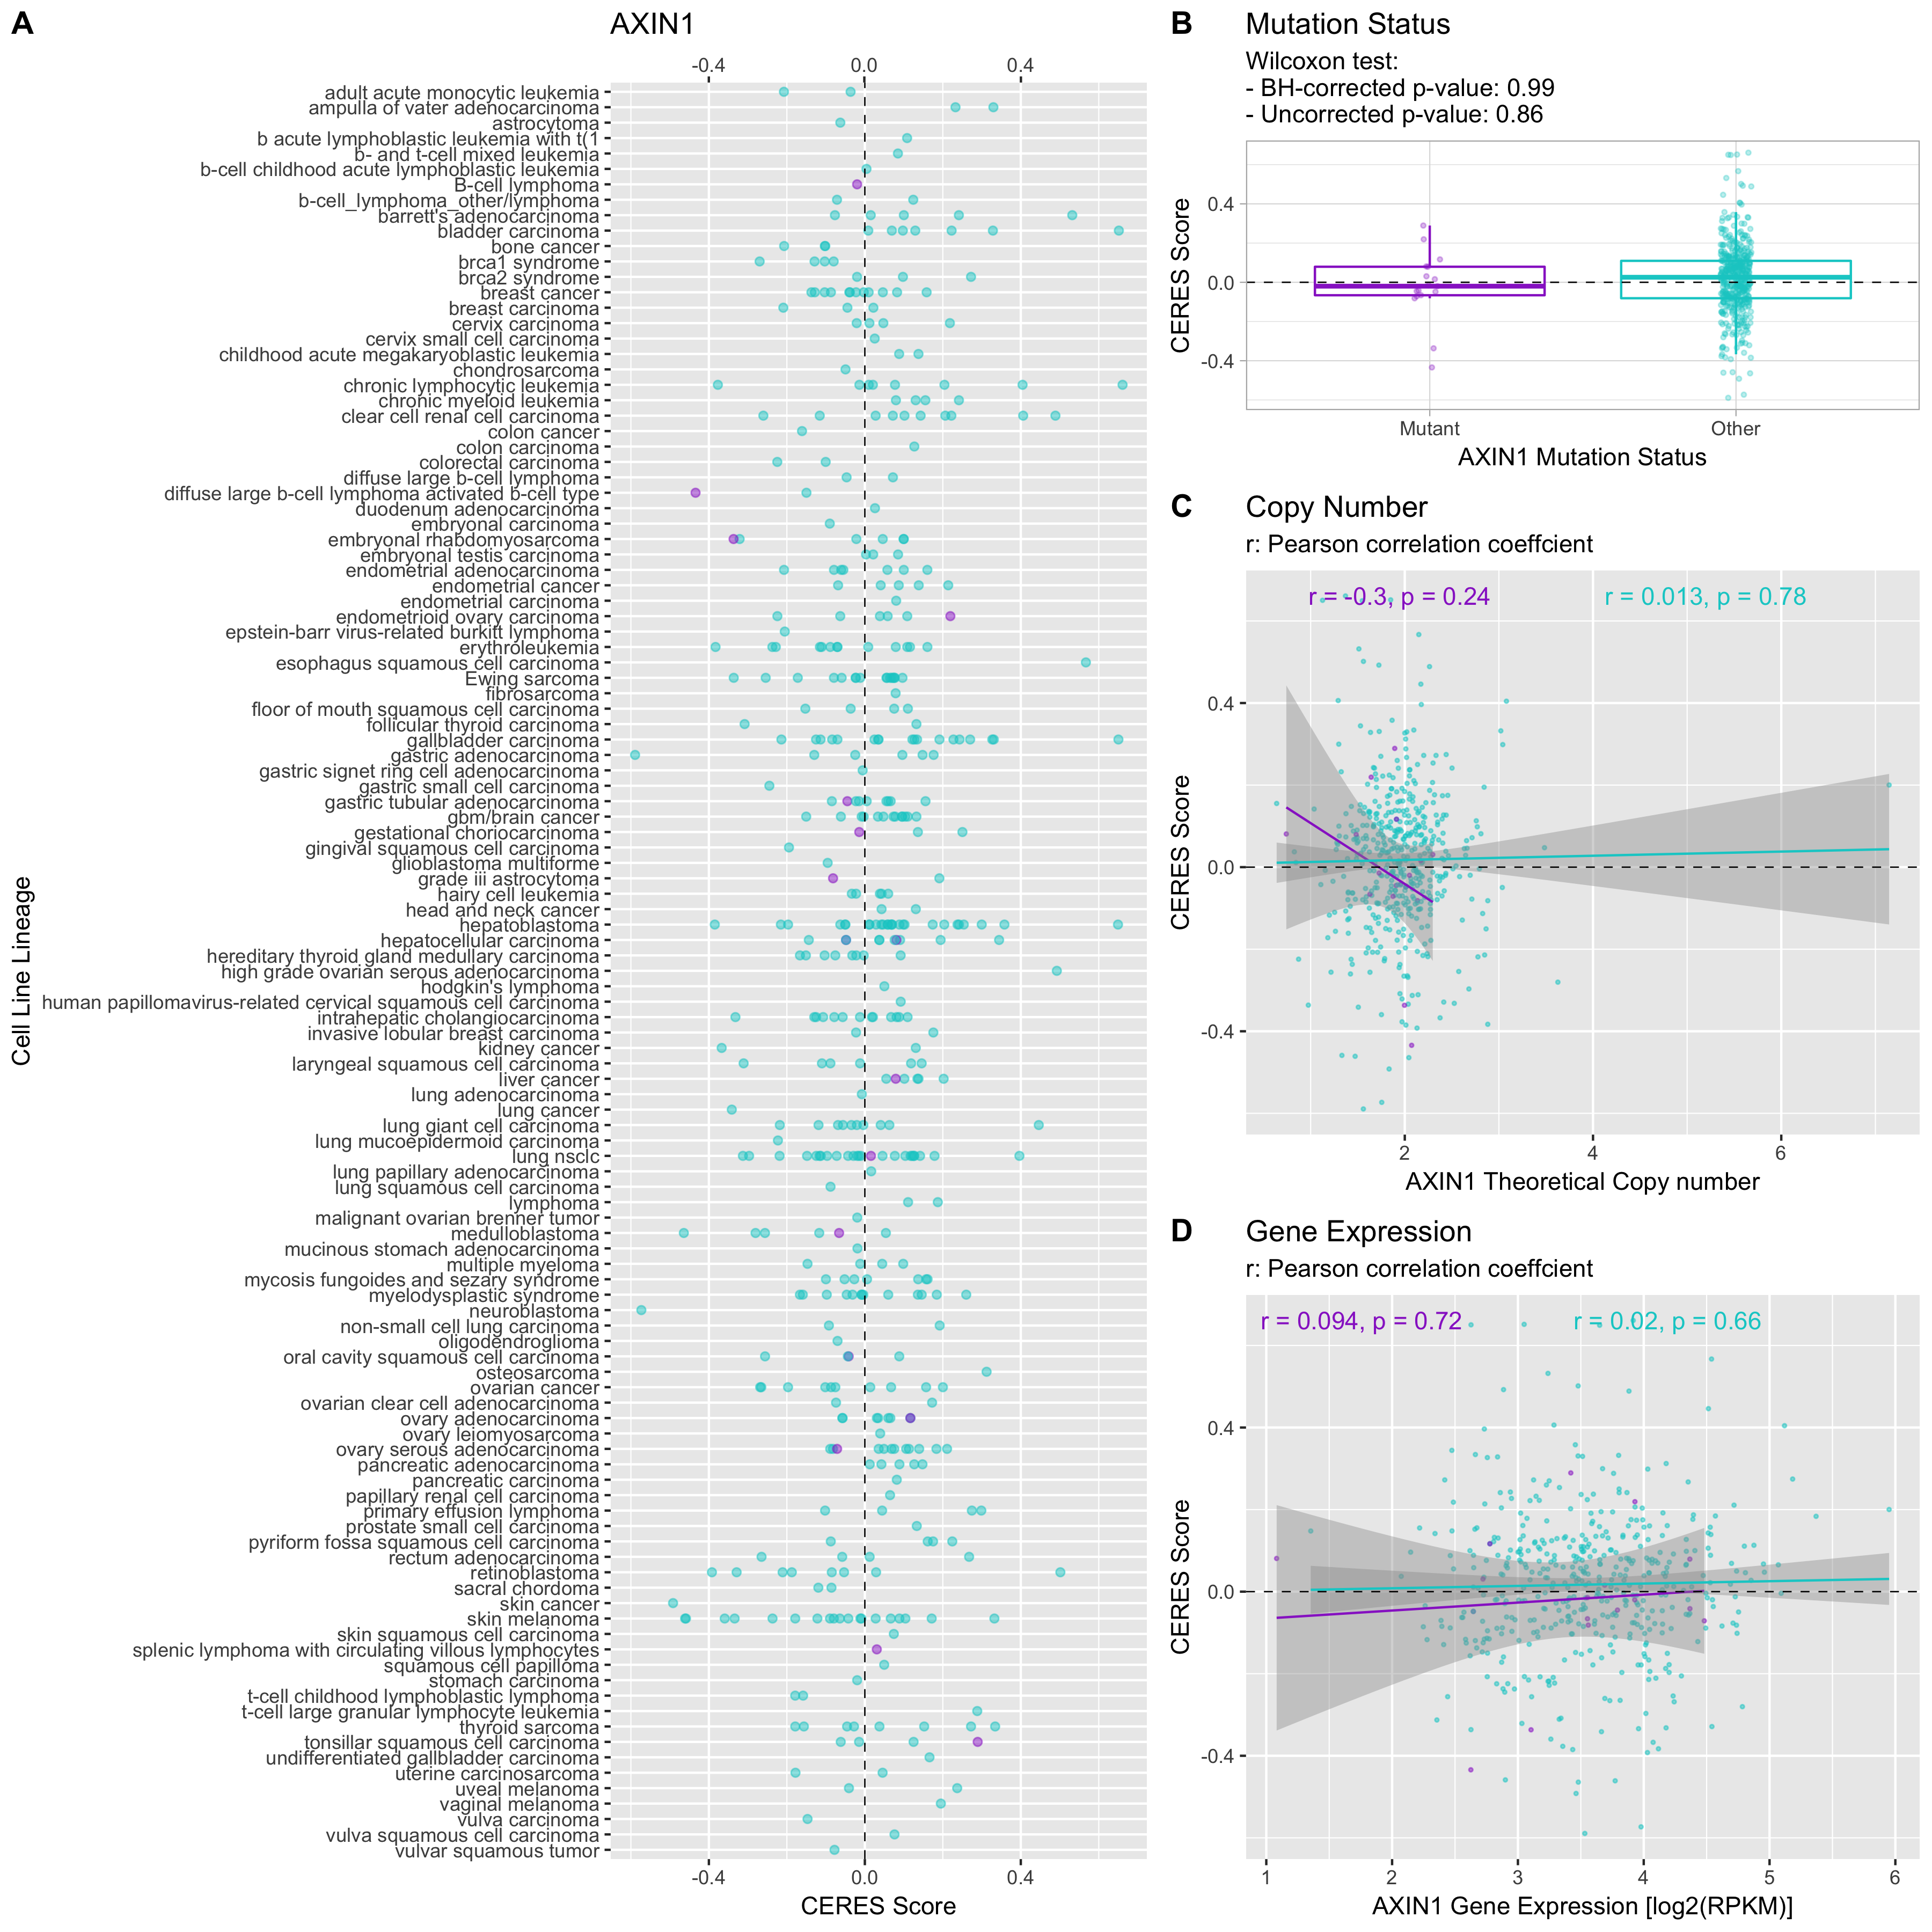 A
AXIN1
-0.4 0.0 0.4
Cell Line Lineage
adult acute monocytic leukemia
ampulla of vater adenocarcinoma
astrocytoma
b acute lymphoblastic leukemia with t(1
b- and t-cell mixed leukemia
b-cell childhood acute lymphoblastic leukemia
B-cell lymphoma
b-cell_lymphoma_other/lymphoma
barrett's adenocarcinoma
bladder carcinoma
bone cancer
brca1 syndrome
brca2 syndrome
breast cancer
breast carcinoma
cervix carcinoma
cervix small cell carcinoma
childhood acute megakaryoblastic leukemia
chondrosarcoma
chronic lymphocytic leukemia
chronic myeloid leukemia
clear cell renal cell carcinoma
colon cancer
colon carcinoma
colorectal carcinoma
diffuse large b-cell lymphoma
diffuse large b-cell lymphoma activated b-cell type
duodenum adenocarcinoma
embryonal carcinoma
embryonal rhabdomyosarcoma
embryonal testis carcinoma
endometrial adenocarcinoma
endometrial cancer
endometrial carcinoma
endometrioid ovary carcinoma
epstein-barr virus-related burkitt lymphoma
erythroleukemia
esophagus squamous cell carcinoma
Ewing sarcoma
fibrosarcoma
floor of mouth squamous cell carcinoma
follicular thyroid carcinoma
gallbladder carcinoma
gastric adenocarcinoma
gastric signet ring cell adenocarcinoma
gastric small cell carcinoma
gastric tubular adenocarcinoma
gbm/brain cancer
gestational choriocarcinoma
gingival squamous cell carcinoma
glioblastoma multiforme
grade iii astrocytoma
hairy cell leukemia
head and neck cancer
hepatoblastoma
hepatocellular carcinoma
hereditary thyroid gland medullary carcinoma
high grade ovarian serous adenocarcinoma
hodgkin's lymphoma
human papillomavirus-related cervical squamous cell carcinoma
intrahepatic cholangiocarcinoma
invasive lobular breast carcinoma
kidney cancer
laryngeal squamous cell carcinoma
liver cancer
lung adenocarcinoma
lung cancer
lung giant cell carcinoma
lung mucoepidermoid carcinoma
lung nsclc
lung papillary adenocarcinoma
lung squamous cell carcinoma
lymphoma
malignant ovarian brenner tumor
medulloblastoma
mucinous stomach adenocarcinoma
multiple myeloma
mycosis fungoides and sezary syndrome
myelodysplastic syndrome
neuroblastoma
non-small cell lung carcinoma
oligodendroglioma
oral cavity squamous cell carcinoma
osteosarcoma
ovarian cancer
ovarian clear cell adenocarcinoma
ovary adenocarcinoma
ovary leiomyosarcoma
ovary serous adenocarcinoma
pancreatic adenocarcinoma
pancreatic carcinoma
papillary renal cell carcinoma
primary effusion lymphoma
prostate small cell carcinoma
pyriform fossa squamous cell carcinoma
rectum adenocarcinoma
retinoblastoma
sacral chordoma
skin cancer
skin melanoma
skin squamous cell carcinoma
splenic lymphoma with circulating villous lymphocytes
squamous cell papilloma
stomach carcinoma
t-cell childhood lymphoblastic lymphoma
t-cell large granular lymphocyte leukemia
thyroid sarcoma
tonsillar squamous cell carcinoma
undifferentiated gallbladder carcinoma
uterine carcinosarcoma
uveal melanoma
vaginal melanoma
vulva carcinoma
vulva squamous cell carcinoma
vulvar squamous tumor
-0.4 0.0 0.4
CERES Score
B
Mutation Status
Wilcoxon test:
- BH-corrected p-value: 0.99
- Uncorrected p-value: 0.86
CERES Score
0.4
0.0
-0.4
Mutant Other
AXIN1 Mutation Status
C
Copy Number
r: Pearson correlation coeffcient
r = -0.3, p = 0.24 r = 0.013, p = 0.78
CERES Score
0.4
0.0
-0.4
2 4 6
AXIN1 Theoretical Copy number
D
Gene Expression
r: Pearson correlation coeffcient
r = 0.094, p = 0.72 r = 0.02, p = 0.66
CERES Score
0.4
0.0
-0.4
1 2 3 4 5 6
AXIN1 Gene Expression [log2(RPKM)]